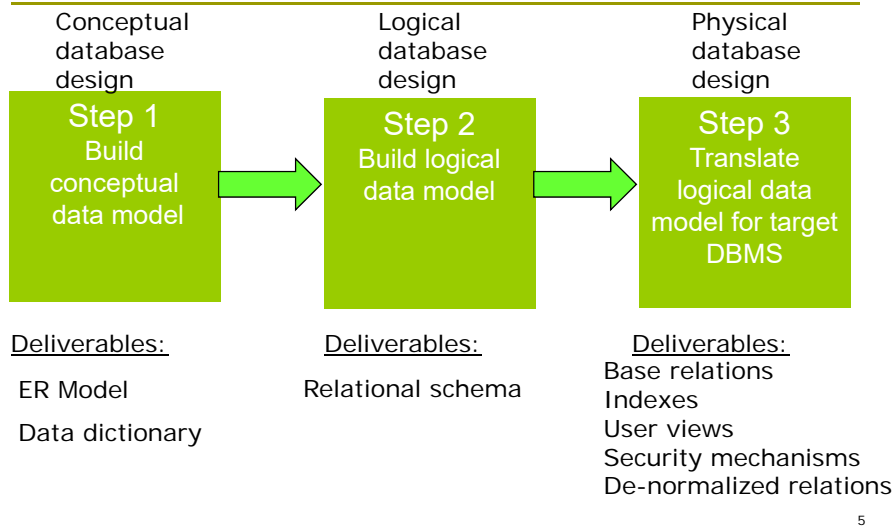 Conceptual
database
design
Step 1
Build
conceptual
data model
Deliverables:
ER Model
Data dictionary
Logical
database
design
Step 2
Build logical
data model
Deliverables:
Relational schema
Physical
database
design
Step 3
Translate
logical data
model for target
DBMS
Deliverables:
Base relations
Indexes
User views
Security mechanisms
De-normalized relations
5